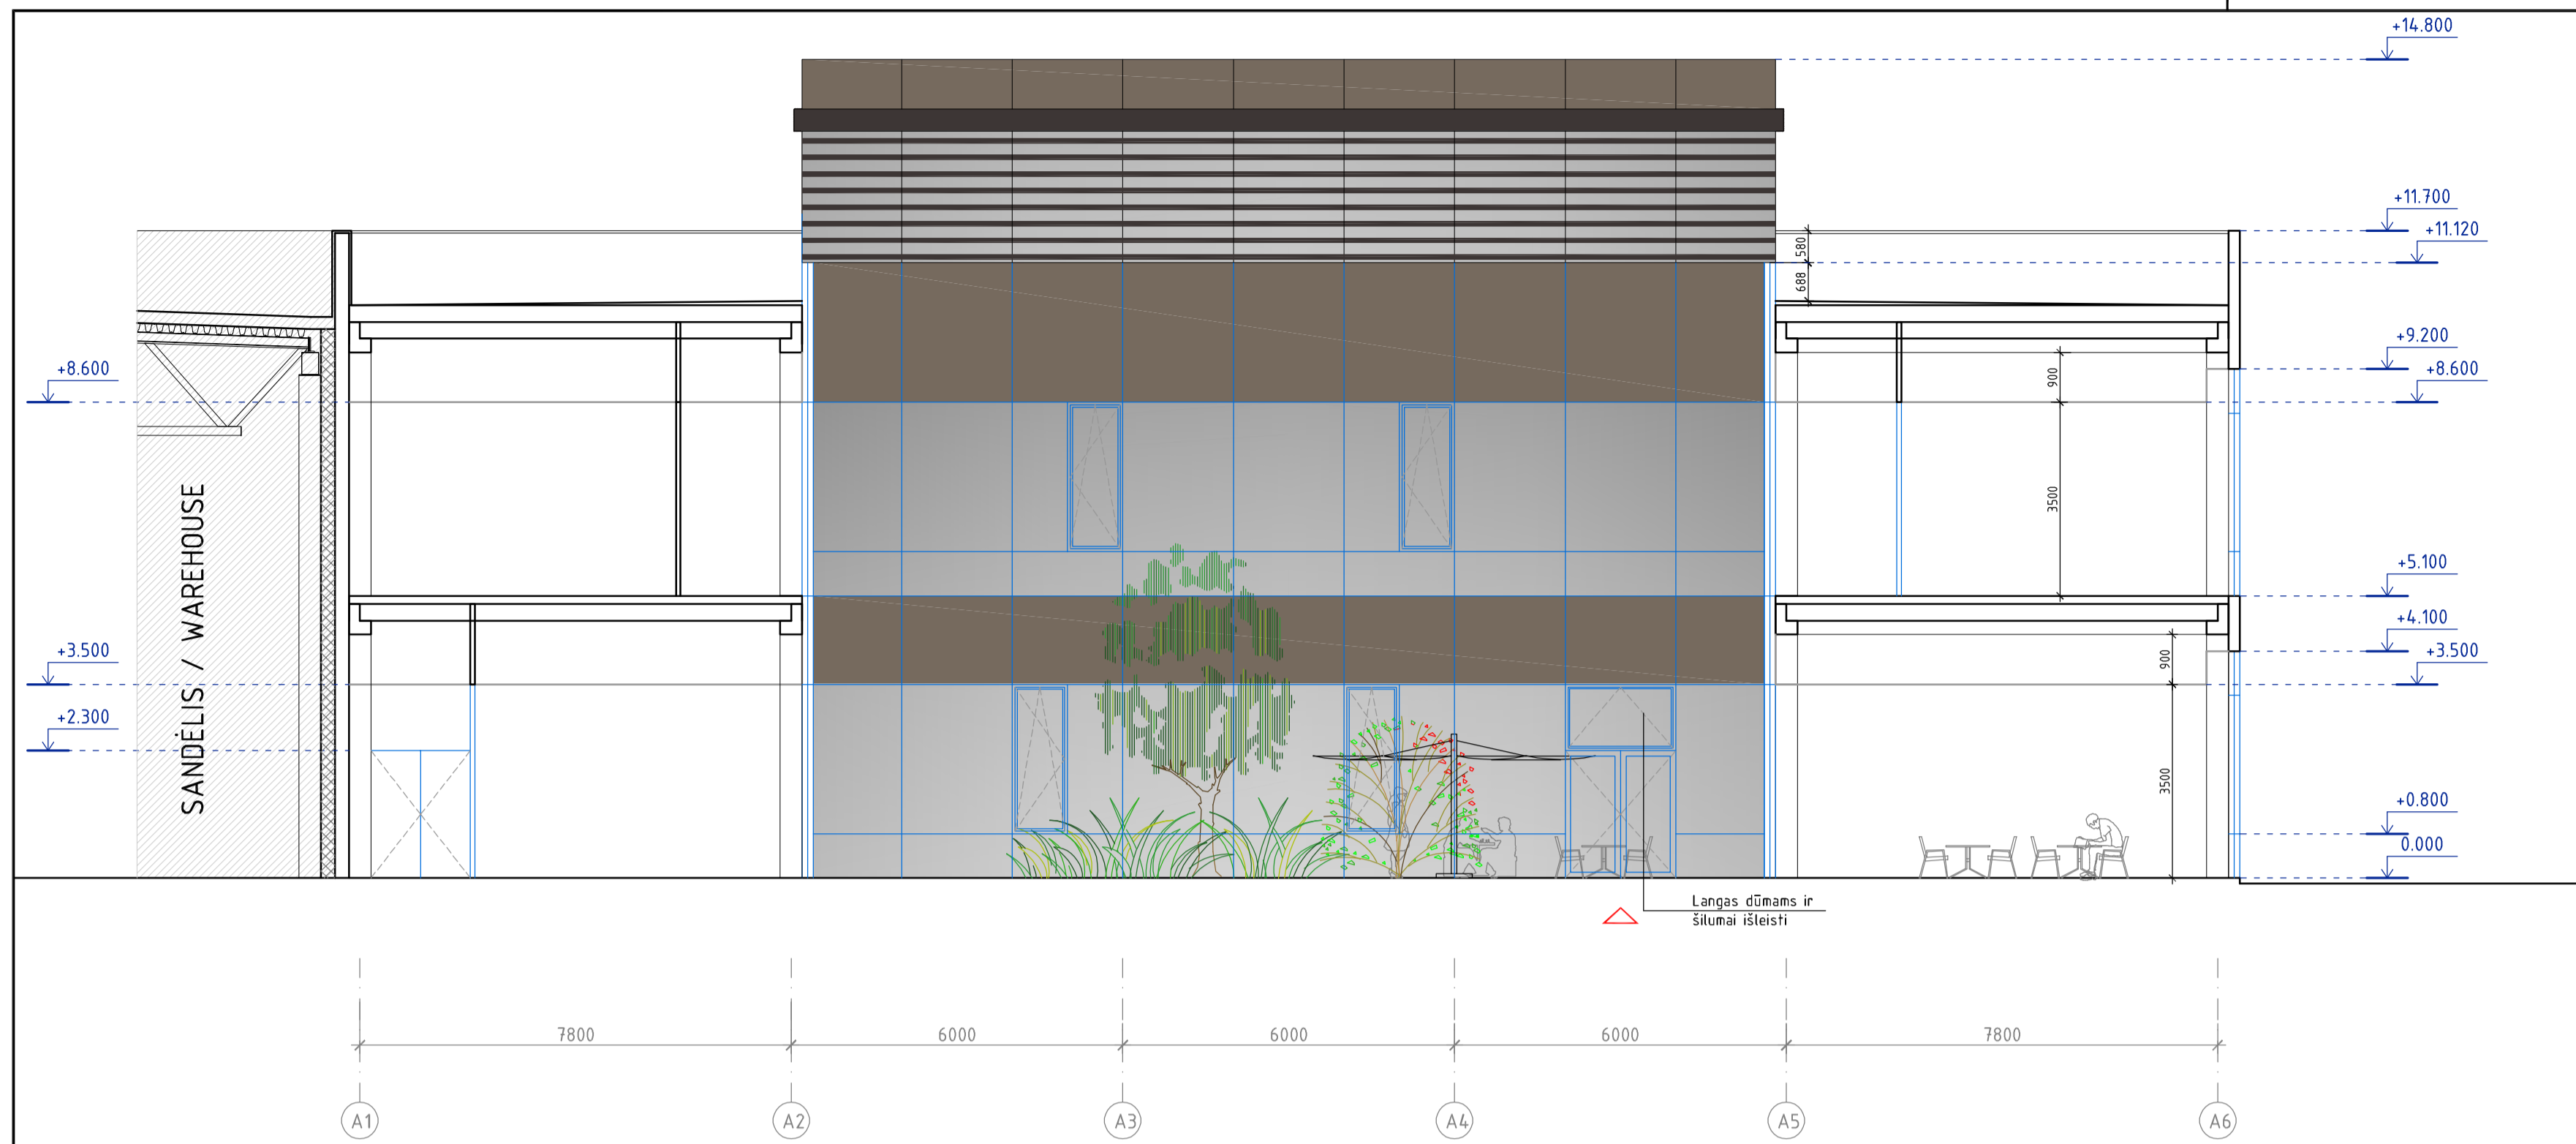 +14.800
+11.700
+11.120
580
688
+9.200
+8.600
+8.600
900
3500
SANDĖLIS / WAREHOUSE
+5.100
+4.100
+3.500
+3.500
900
+2.300
3500
+0.800
0.000
Langas dūmams ir
šilumai išleisti
7800
6000
6000
6000
7800
A1
A2
A3
A4
A5
A6